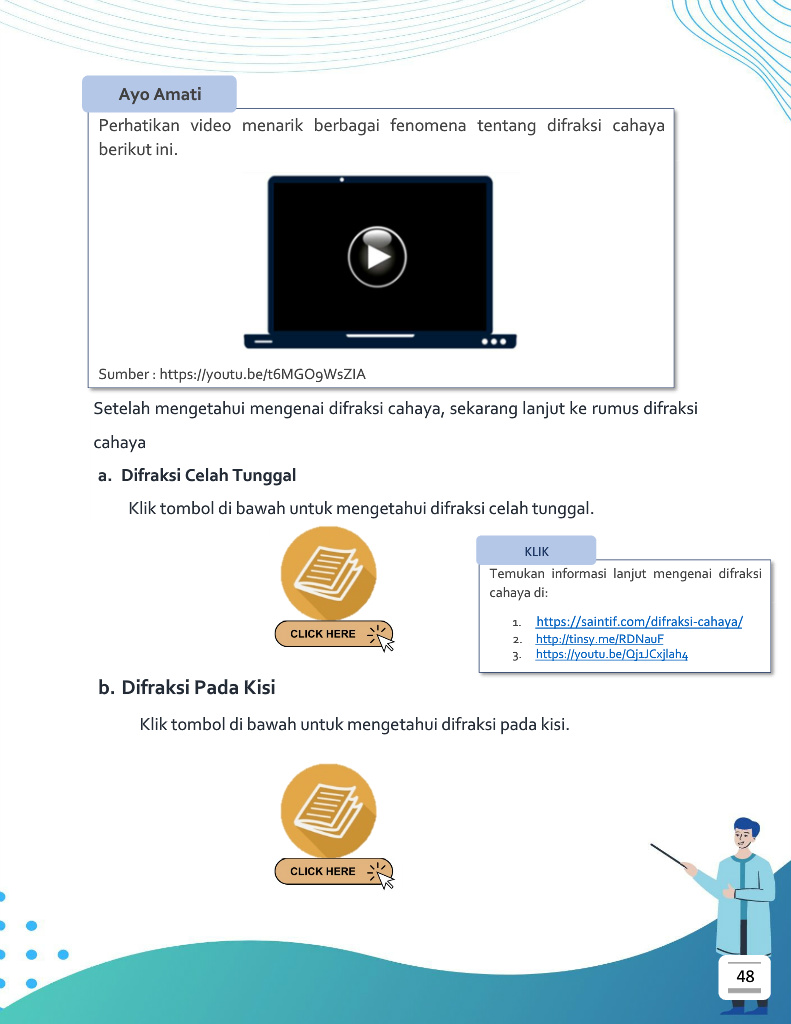 Ayo Amati
Perhatikan video menarik berbagai fenomena tentang difraksi cahaya
berikut ini.
Sumber : https://youtu.be/t6MGO9WsZIA
Setelah mengetahui mengenai difraksi cahaya, sekarang lanjut ke rumus difraksi
cahaya
a. Difraksi Celah Tunggal
Klik tombol di bawah untuk mengetahui difraksi celah tunggal.
CLICK HERE
KLIK
Temukan informasi lanjut mengenai difraksi
cahaya di:
1. https://saintif.com/difraksi-cahaya/
2. http://tinsy.me/RDNauF
3. https://youtu.be/Qj1JCxjlah4
b. Difraksi Pada Kisi
Klik tombol di bawah untuk mengetahui difraksi pada kisi.
CLICK HERE
48